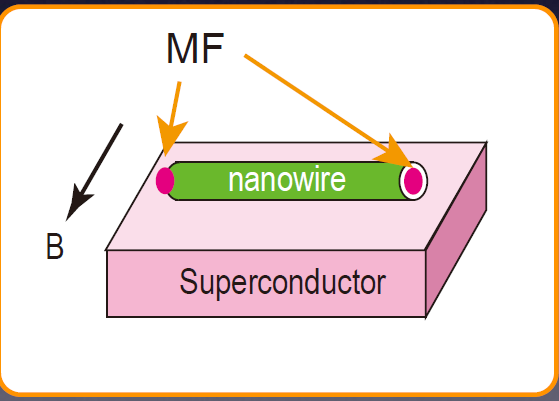 MF
nanowire
B
Superconductor